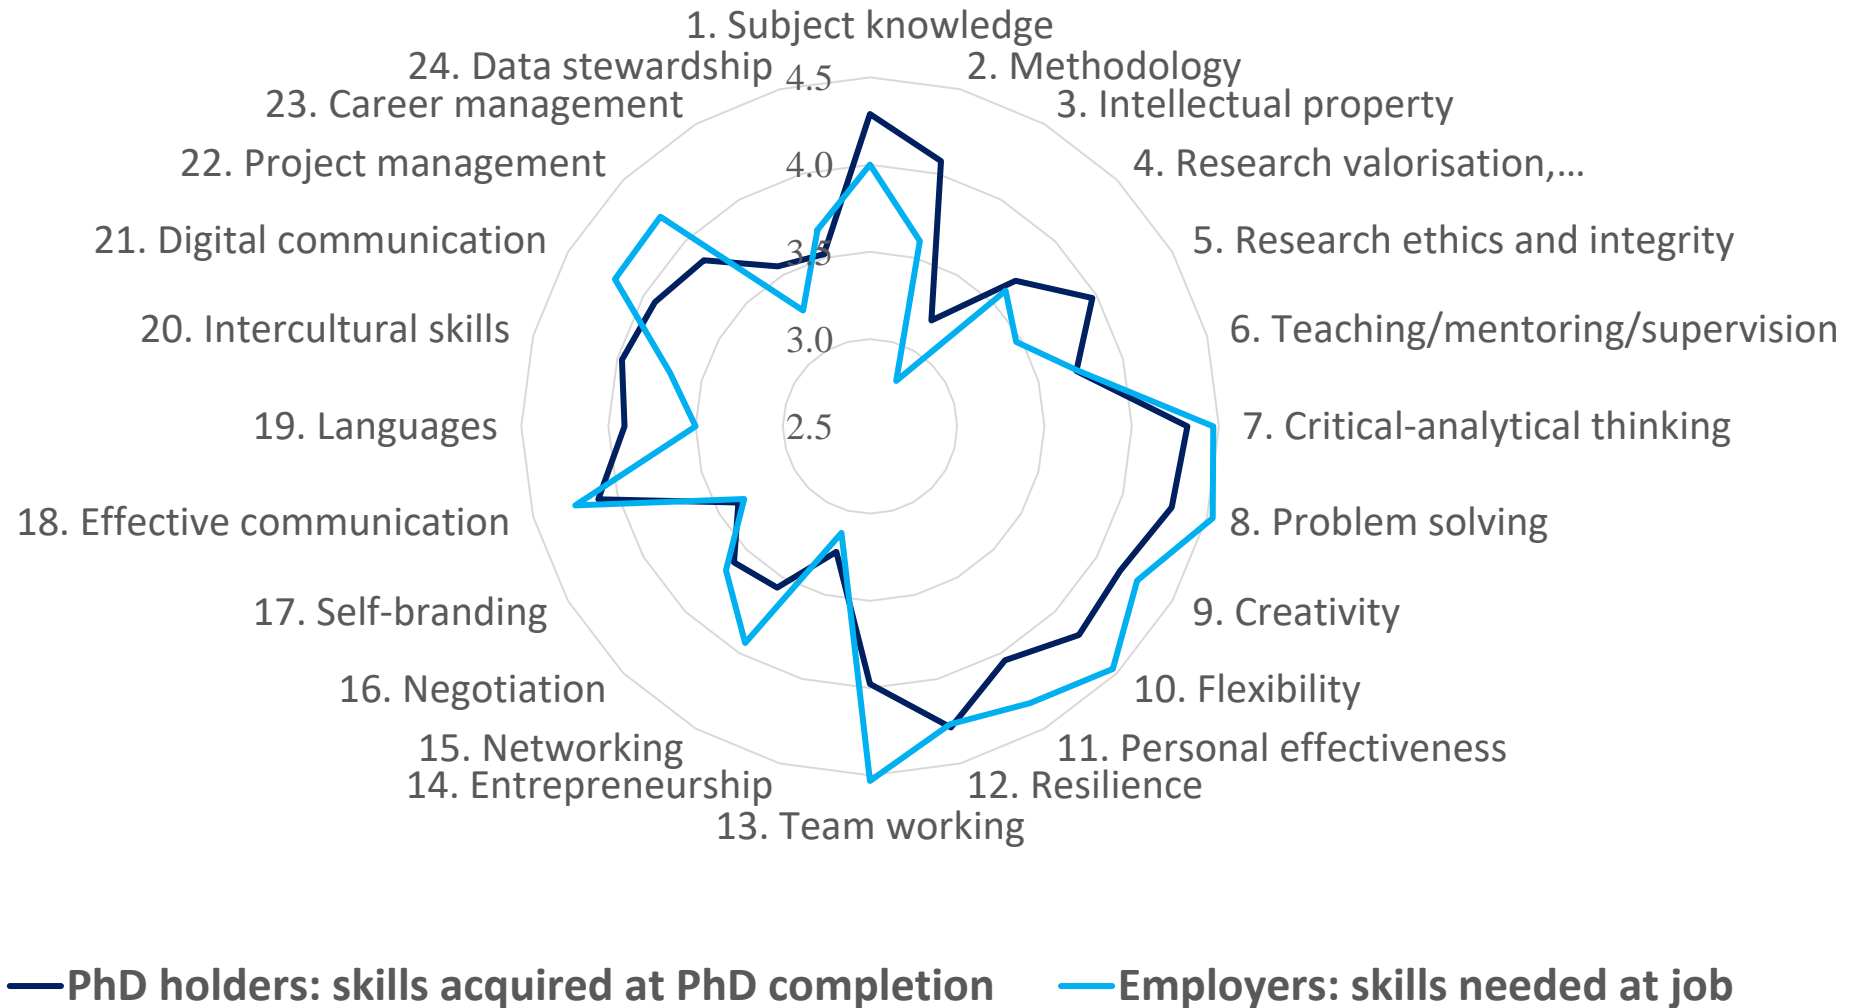 1. Subject knowledge
2. Methodology
3. Intellectual property
4. Research valorisation,...
5. Research ethics and integrity
6. Teaching/mentoring/supervision
7. Critical-analytical thinking
8. Problem solving
9. Creativity
10. Flexibility
11. Personal effectiveness
12. Resilience
13. Team working
14. Entrepreneurship
15. Networking
16. Negotiation
17. Self-branding
18. Effective communication
19. Languages
20. Intercultural skills
21. Digital communication
22. Project management
23. Career management
24. Data stewardship
4.5
4.0
3.5
3.0
2.5
PhD holders: skills acquired at PhD completion
Employers: skills needed at job